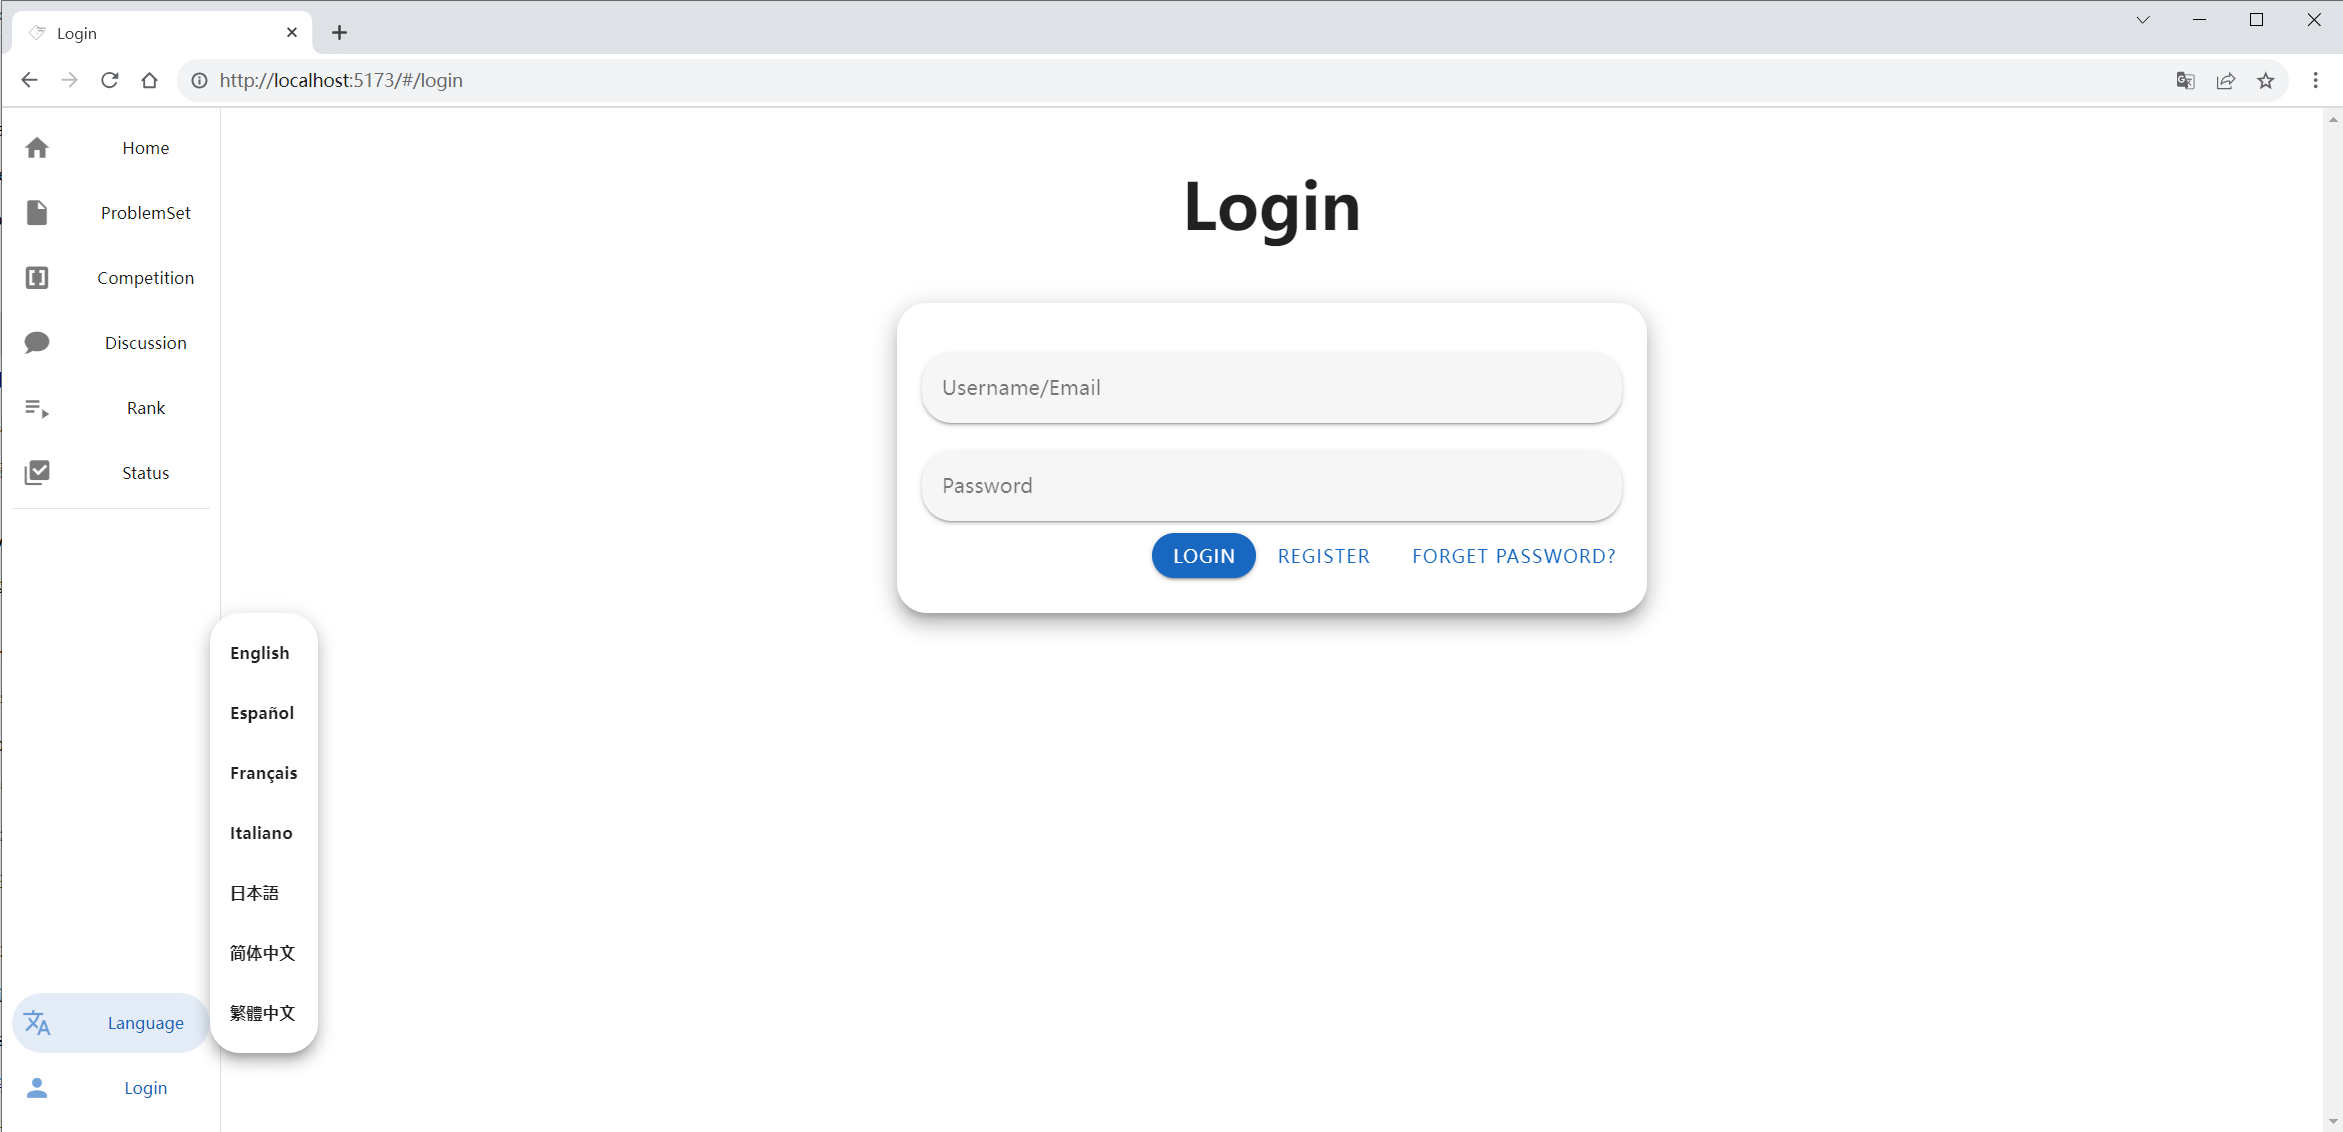 Login
http://localhost:5173/#/login
Home
ProblemSet
Competition
Discussion
Rank
Status
Login
Username/Email
Password
LOGIN REGISTER FORGET PASSWORD?
English
Español
Français
Italiano
日本語
简体中文
繁體中文
Language
Login